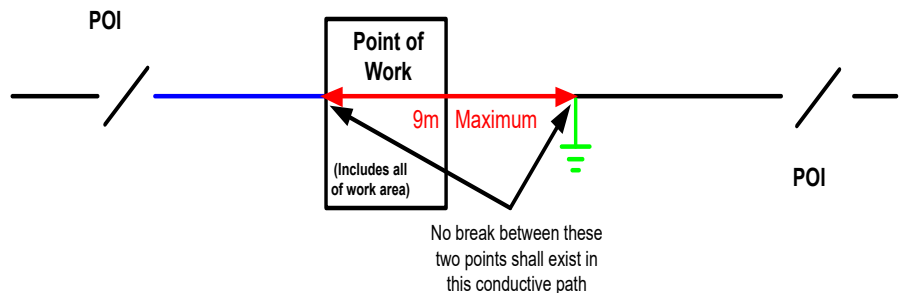 POI
Point of
Work
9m Maximum
(Includes all
of work area)
POI
No break between these
two points shall exist in
this conductive path